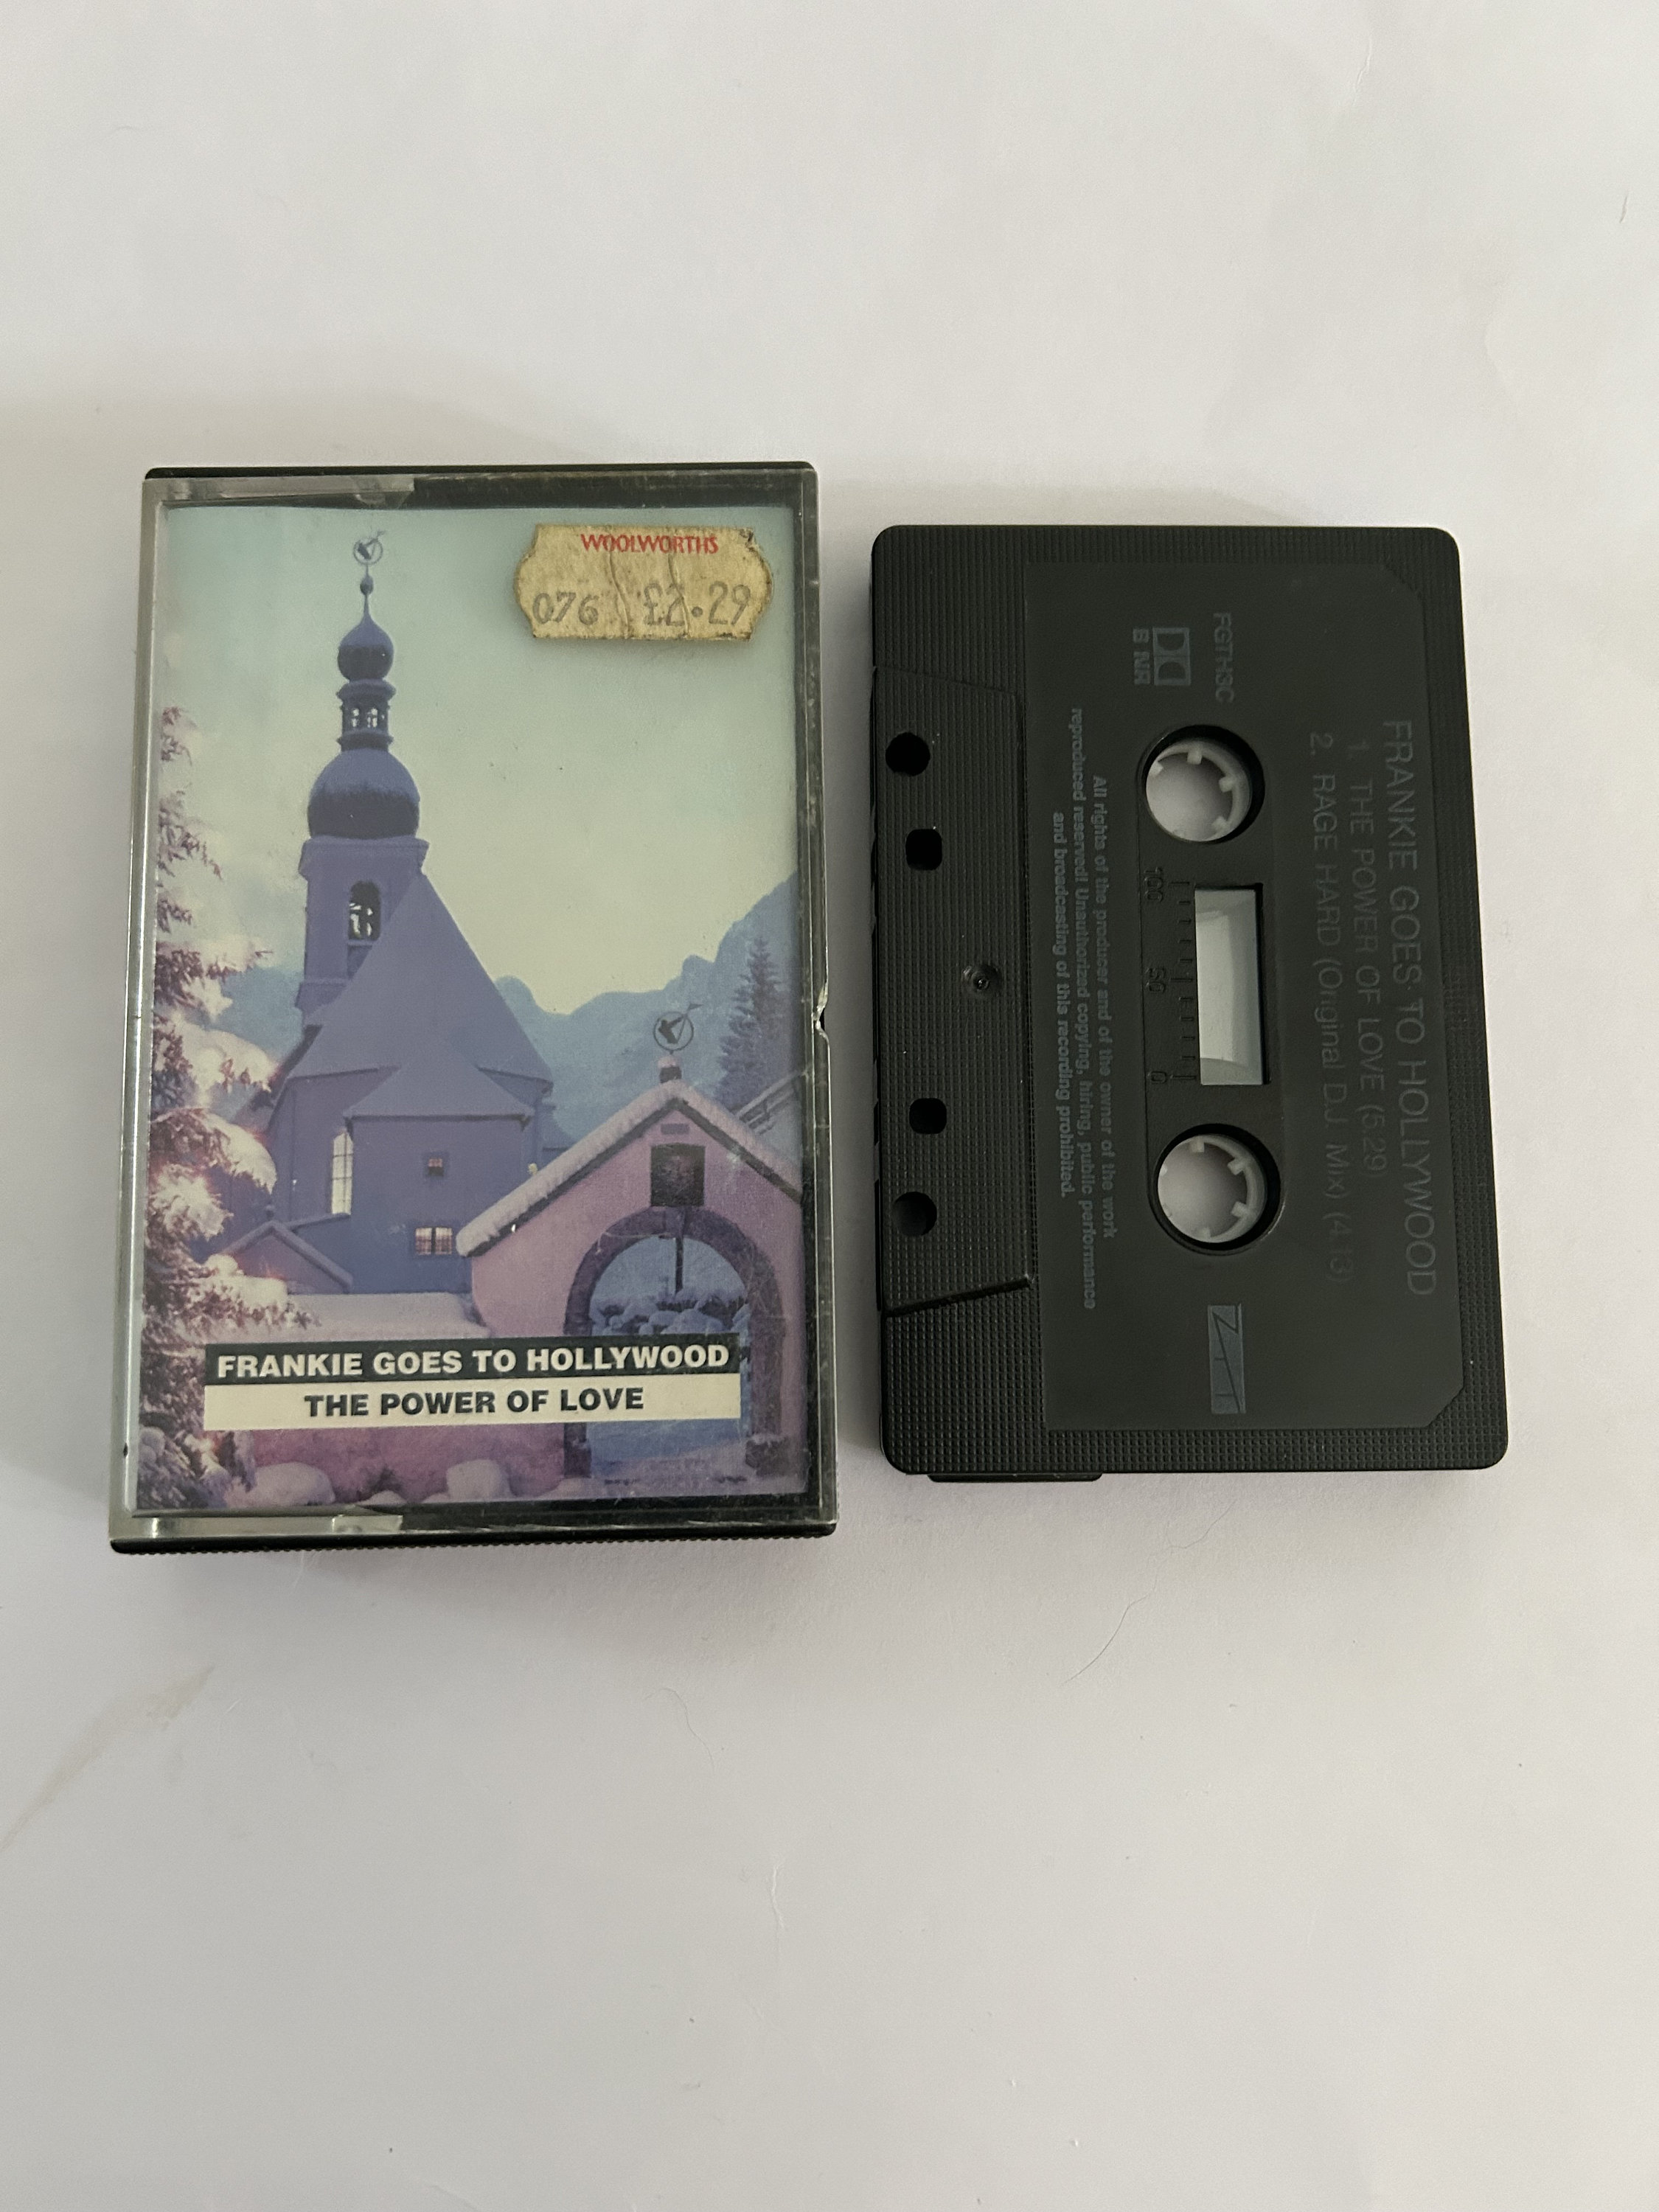 WOOLWORTHS
076 £2.29
FRANKIE GOES TO HOLLYWOOD
THE POWER OF LOVE
FRANKIE GOES TO HOLLYWOOD
1. THE POWER OF LOVE (5.29)
2. RAGE HARD (Original DJ Mix) (4.13)
FGTH3C
B NR
ZTT
100 50 0
All rights of the producer and of the owner of the work
reproduced reserved! Unauthorized copying, hiring, public performance
and broadcasting of this recording prohibited.